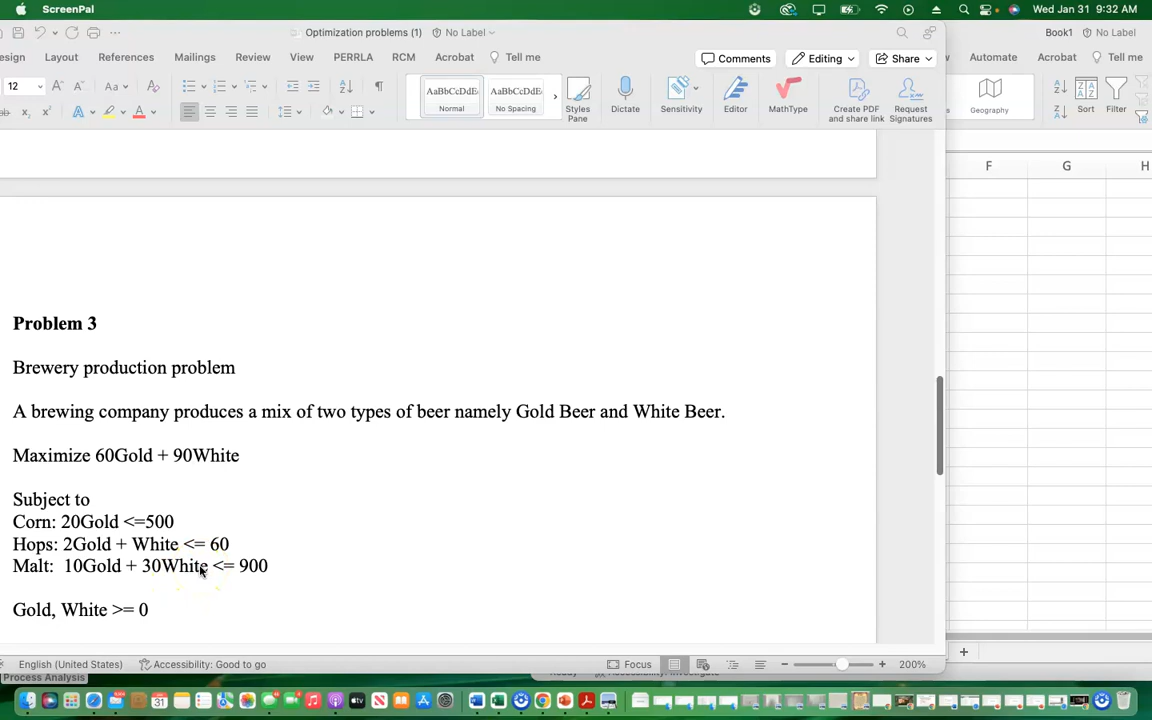 ScreenPal
Wed Jan 31 9:32 AM
Optimization problems (1)
No Label
Book1
No Label
esign
Layout
References
Mailings
Review
View
PERRLA
RCM
Acrobat
Tell me
Comments
Editing
Share
Automate
Acrobat
Tell me
12
Aa
AaBbCcDdE
Normal
AaBbCcDdE
No Spacing
Styles
Pane
Dictate
Sensitivity
Editor
MathType
Create PDF
and share link
Request
Signatures
Geography
Sort
Filter
F
G
H
Problem 3
Brewery production problem
A brewing company produces a mix of two types of beer namely Gold Beer and White Beer.
Maximize 60Gold + 90White
Subject to
Corn: 20Gold <=500
Hops: 2Gold + White <= 60
Malt: 10Gold + 30White <= 900
Gold, White >= 0
English (United States)
Accessibility: Good to go
Focus
200%
Process Analysis